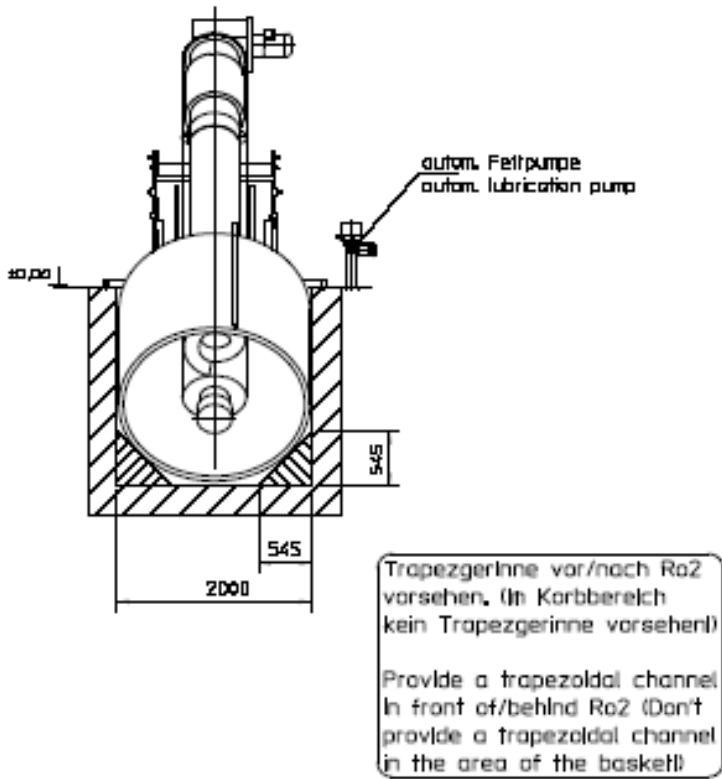 autom. Fettpumpe
autom. lubrication pump
±0,00
545
545
2000
Trapezgerinne vor/nach Ro2
vorsehen. (In Korbbereich
kein Trapezgerinne vorsehen!)
Provide a trapezoidal channel
in front of/behind Ro2 (Don't
provide a trapezoidal channel
in the area of the basket!)